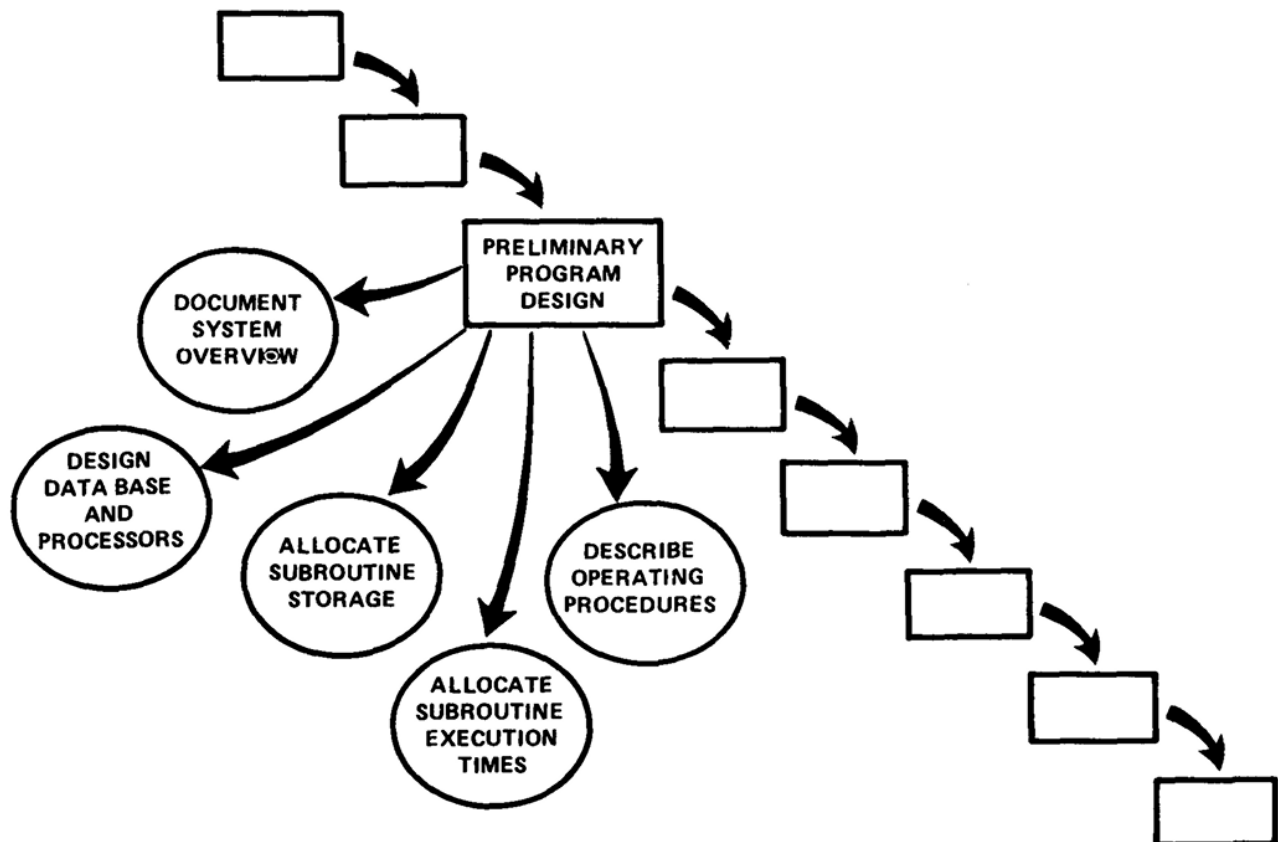 PRELIMINARY
PROGRAM
DESIGN
DOCUMENT
SYSTEM
OVERVIEW
DESIGN
DATA BASE
AND
PROCESSORS
ALLOCATE
SUBROUTINE
STORAGE
DESCRIBE
OPERATING
PROCEDURES
ALLOCATE
SUBROUTINE
EXECUTION
TIMES